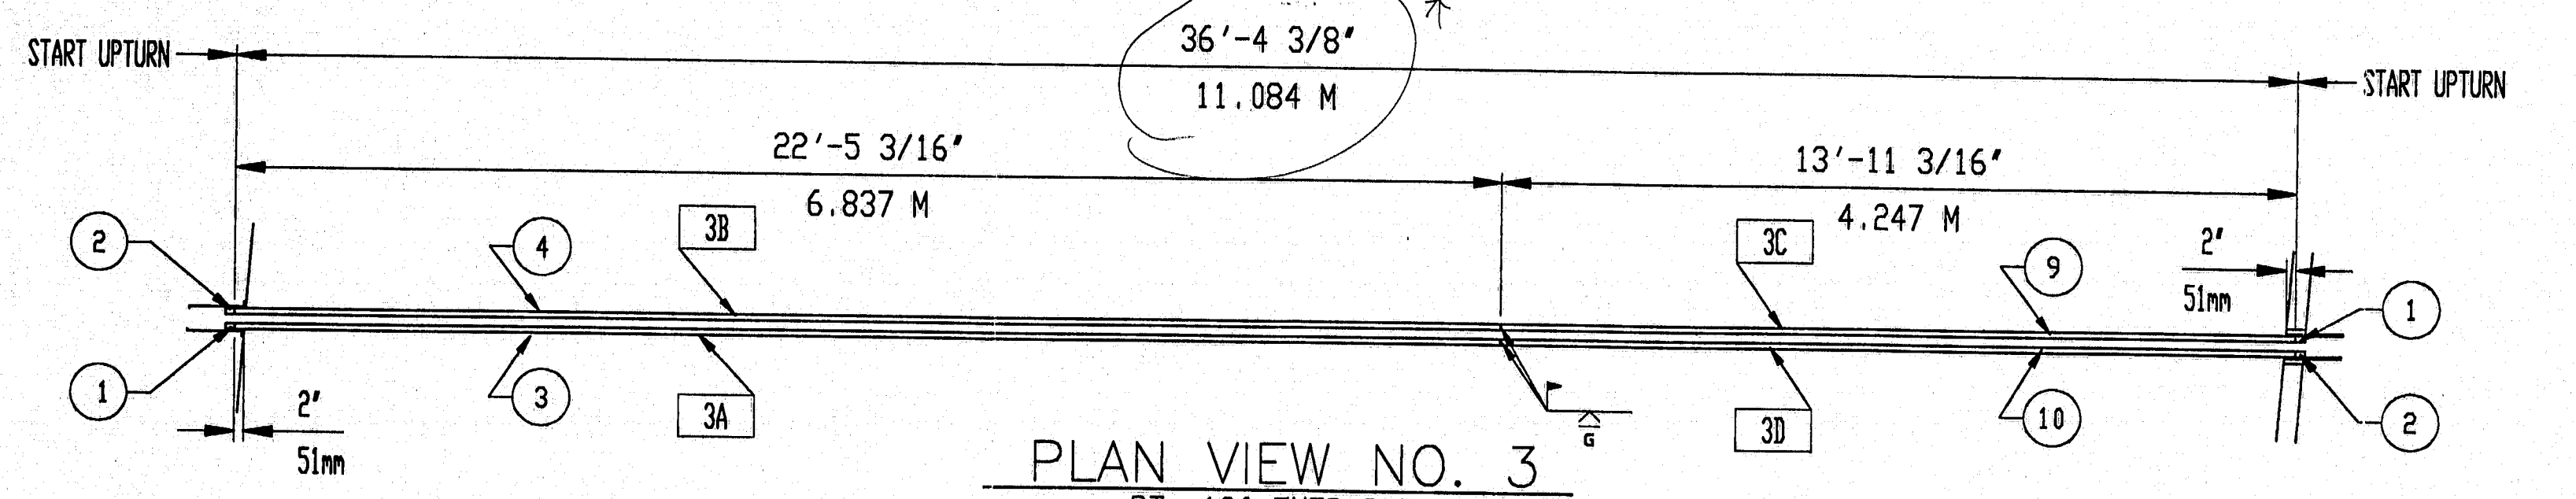 START UPTURN
36'-4 3/8"
11.084 M
START UPTURN
22'-5 3/16"
6.837 M
13'-11 3/16"
4.247 M
2
4
3B
3C
9
2"
51mm
1
1
3
3A
2"
51mm
G
3D
10
2
PLAN VIEW NO. 3